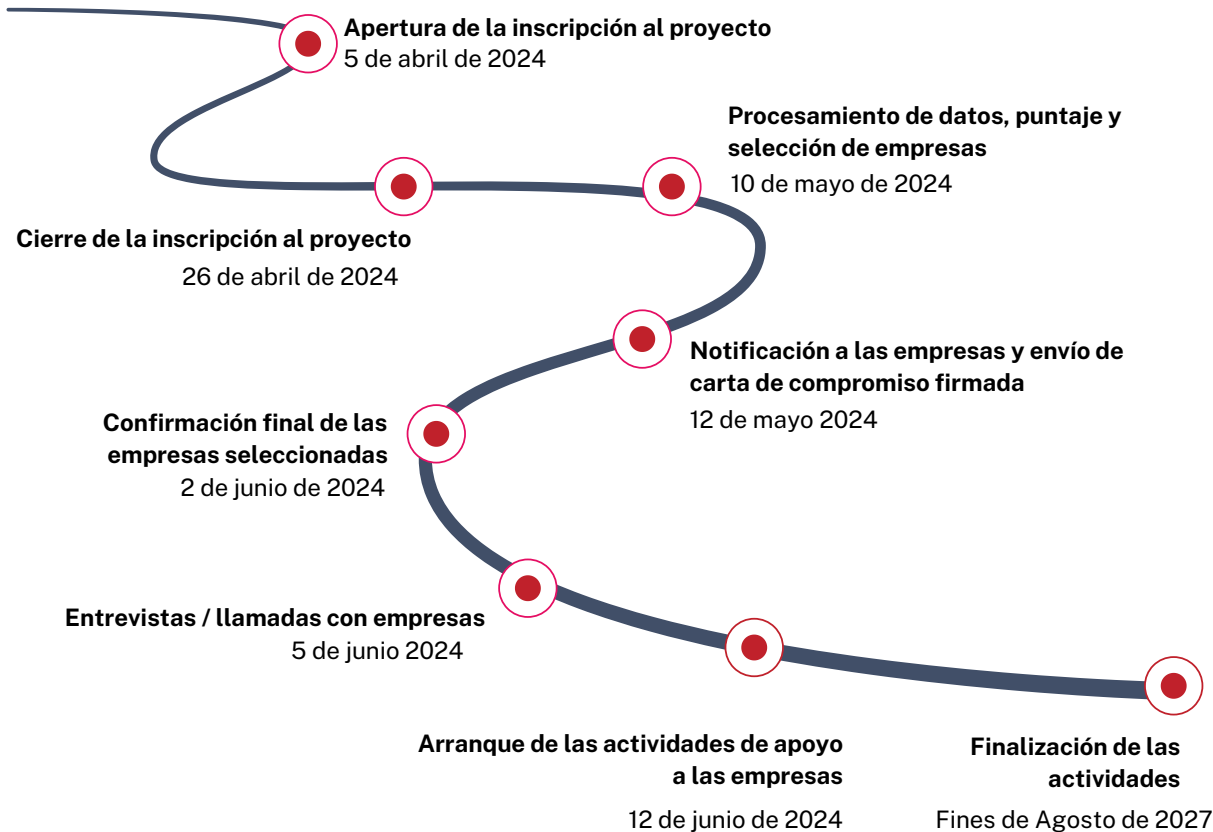 Apertura de la inscripción al proyecto
5 de abril de 2024
Procesamiento de datos, puntaje y
selección de empresas
10 de mayo de 2024
Cierre de la inscripción al proyecto
26 de abril de 2024
Notificación a las empresas y envío de
carta de compromiso firmada
12 de mayo 2024
Confirmación final de las
empresas seleccionadas
2 de junio de 2024
Entrevistas / llamadas con empresas
5 de junio 2024
Arranque de las actividades de apoyo
a las empresas
12 de junio de 2024
Finalización de las
actividades
Fines de Agosto de 2027